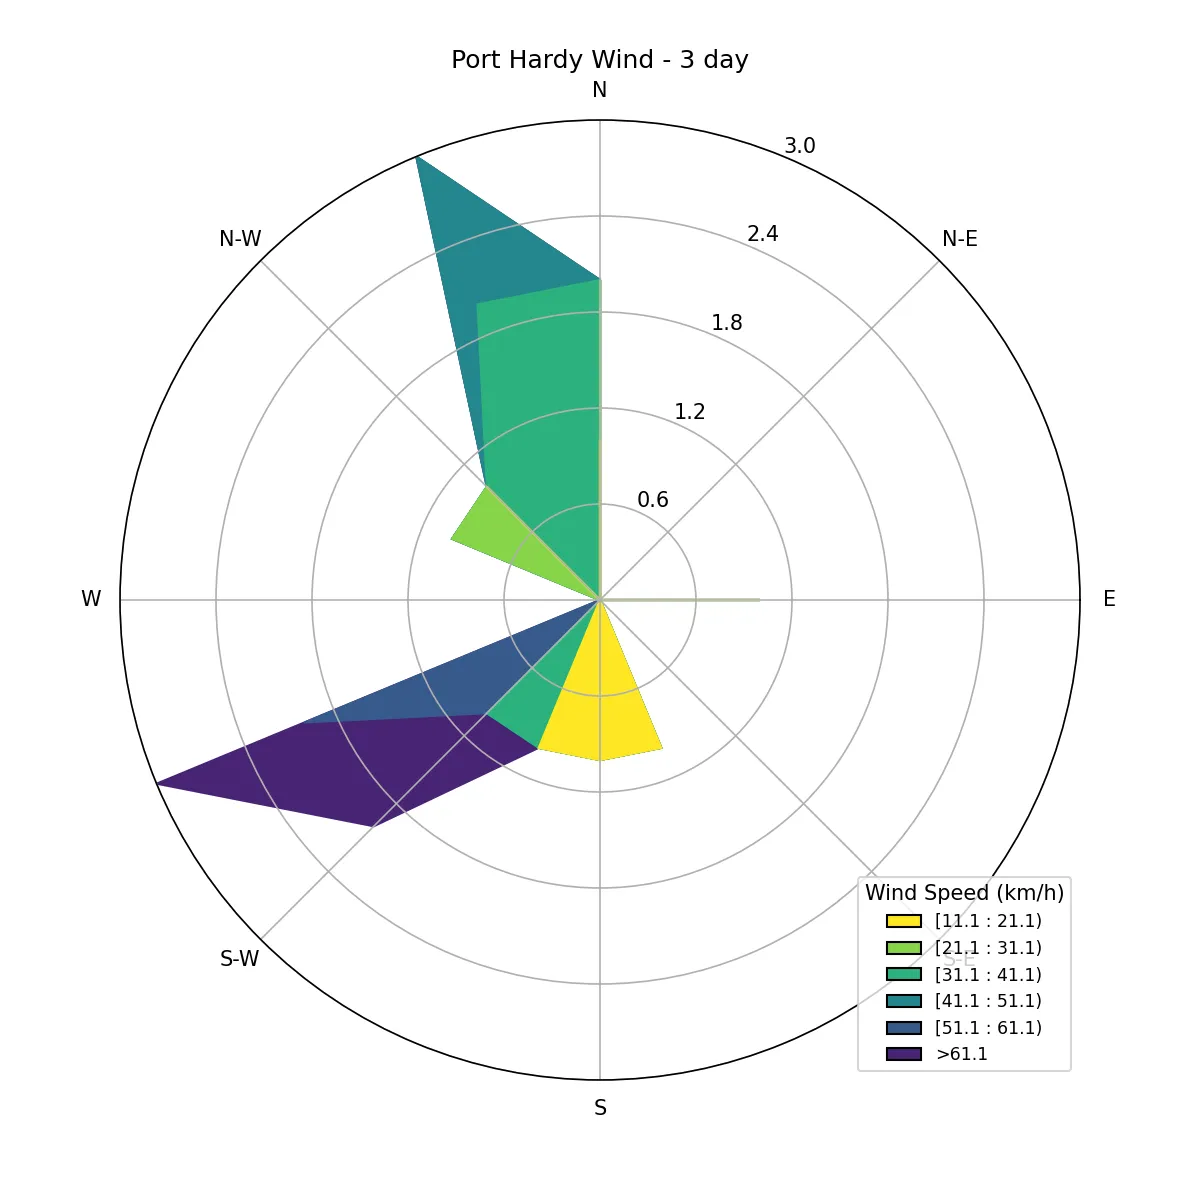 Port Hardy Wind - 3 day
N
3.0
N-W
2.4
N-E
1.8
1.2
0.6
W
E
S-W
S-E
S
Wind Speed (km/h)
[11.1 : 21.1)
[21.1 : 31.1)
[31.1 : 41.1)
[41.1 : 51.1)
[51.1 : 61.1)
>61.1